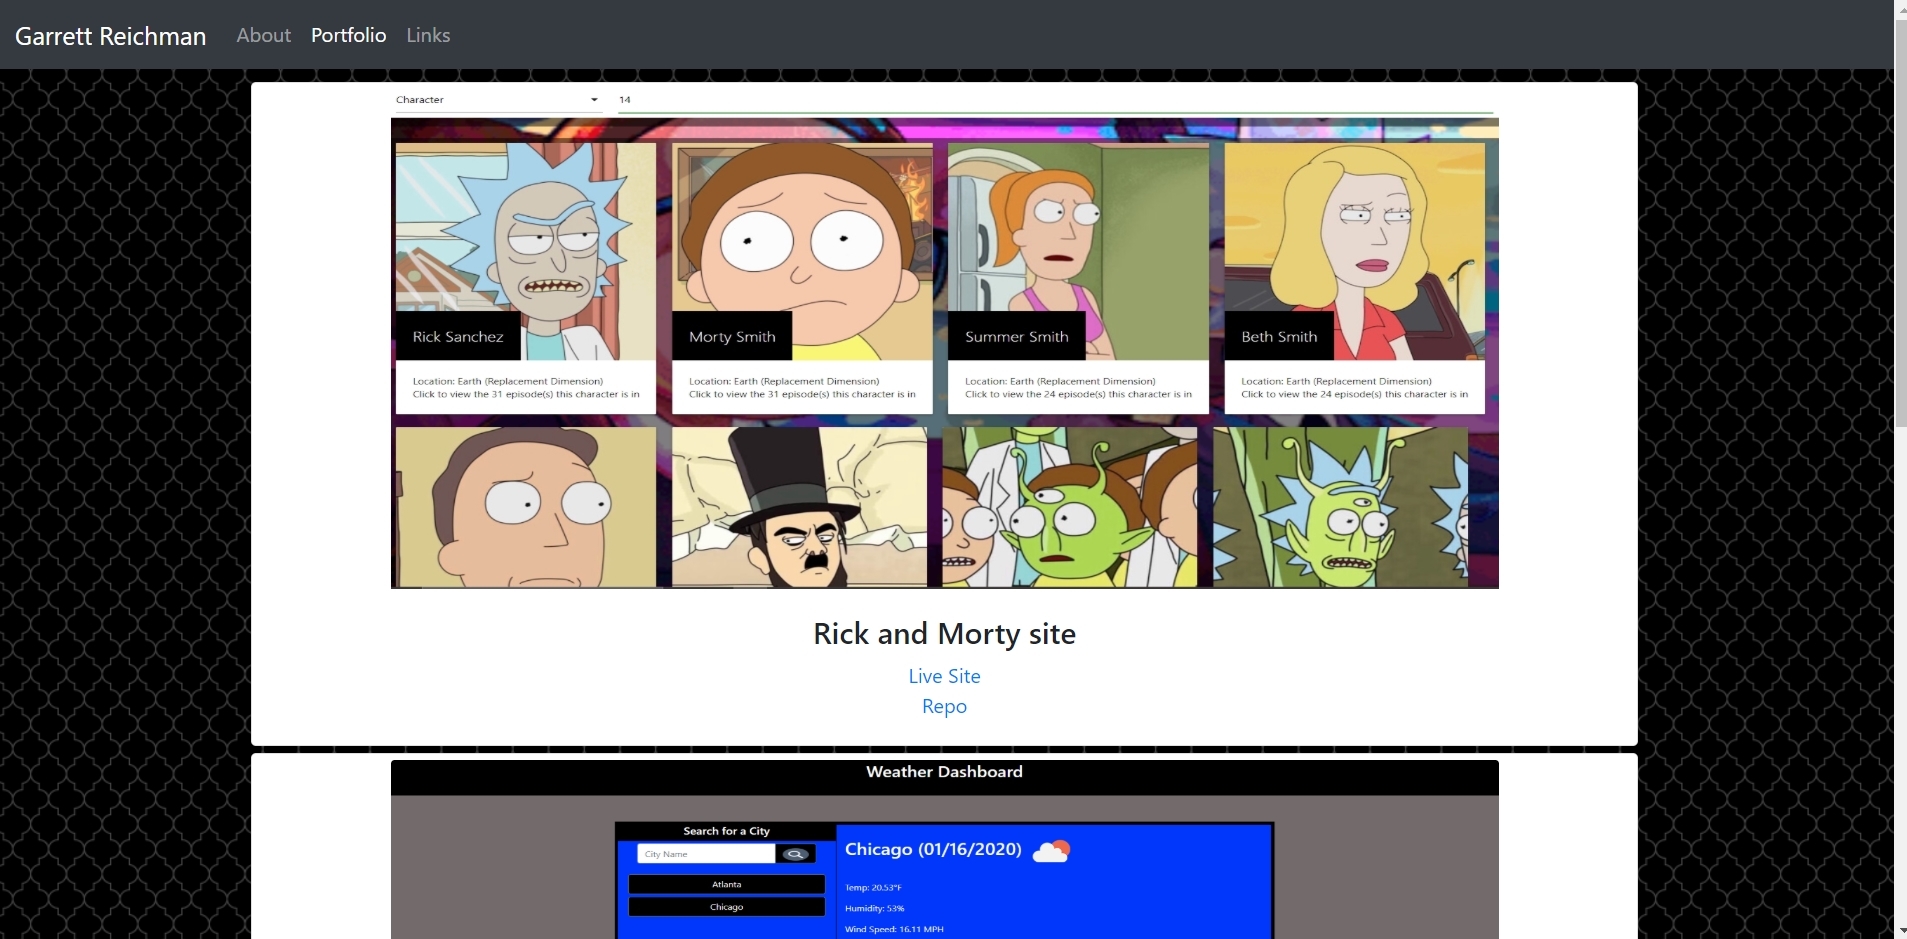 Garrett Reichman About Portfolio Links
Character 14
Rick Sanchez
Location: Earth (Replacement Dimension)
Click to view the 31 episode(s) this character is in
Morty Smith
Location: Earth (Replacement Dimension)
Click to view the 31 episode(s) this character is in
Summer Smith
Location: Earth (Replacement Dimension)
Click to view the 24 episode(s) this character is in
Beth Smith
Location: Earth (Replacement Dimension)
Click to view the 24 episode(s) this character is in
Rick and Morty site
Live Site
Repo
Weather Dashboard
Search for a City
City Name
Atlanta
Chicago
Chicago (01/16/2020)
Temp: 20.53°F
Humidity: 53%
Wind Speed: 16.11 MPH